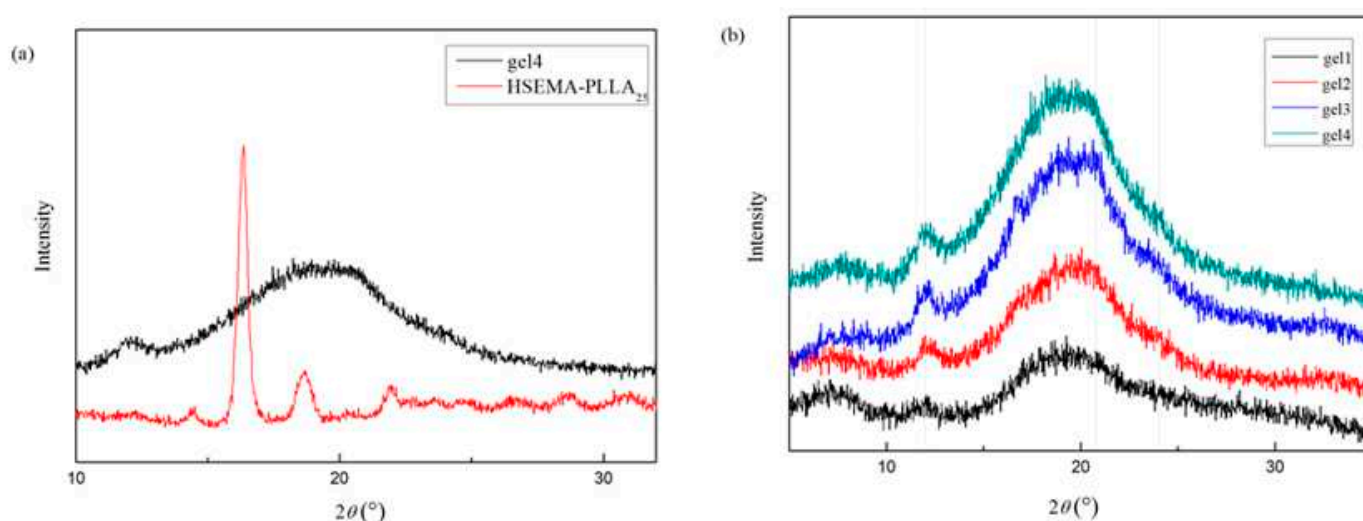 (a)
gel4
HSEMA-PLLA₂₅
Intensity
10
20
30
2θ(°)
(b)
gel1
gel2
gel3
gel4
Intensity
10
20
30
2θ(°)